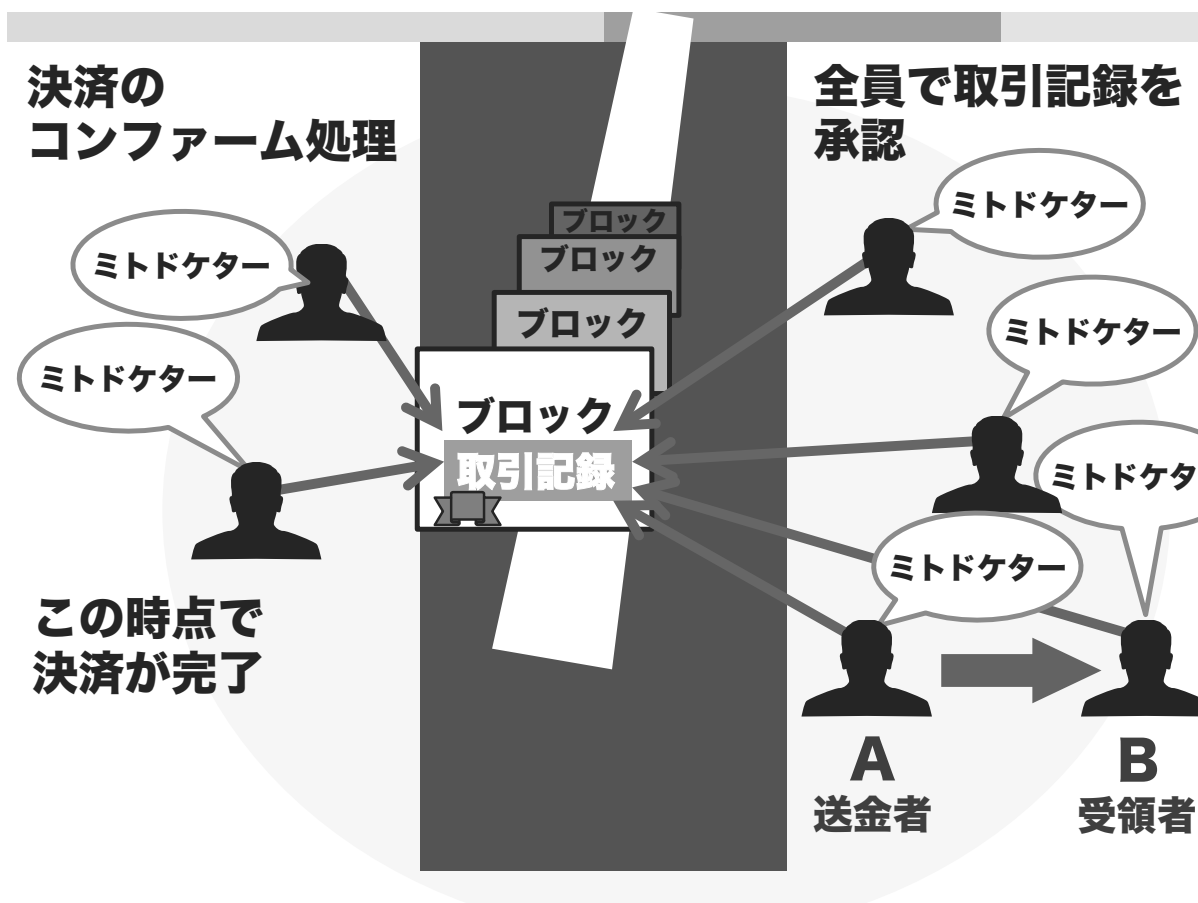 決済の
コンファーム処理
全員で取引記録を
承認
ミトドケター
ミトドケター
ミトドケター
ミトドケター
ミトドケタ
ミトドケター
ブロック
ブロック
ブロック
ブロック
取引記録
この時点で
決済が完了
A
送金者
B
受領者